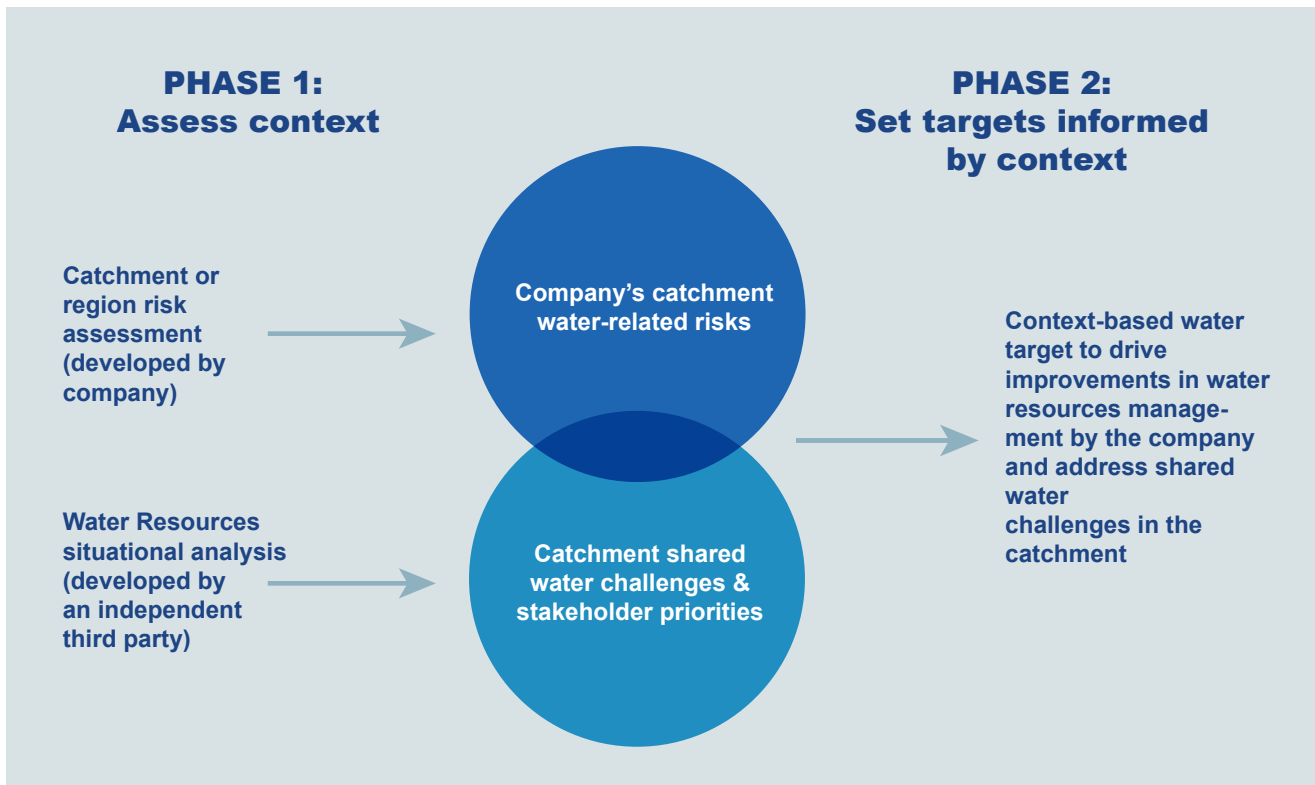 PHASE 1:
Assess context
PHASE 2:
Set targets informed
by context
Catchment or
region risk
assessment
(developed by
company)
Company’s catchment
water-related risks
Context-based water
target to drive
improvements in water
resources manage-
ment by the company
and address shared
water
challenges in the
catchment
Water Resources
situational analysis
(developed by
an independent
third party)
Catchment shared
water challenges &
stakeholder priorities